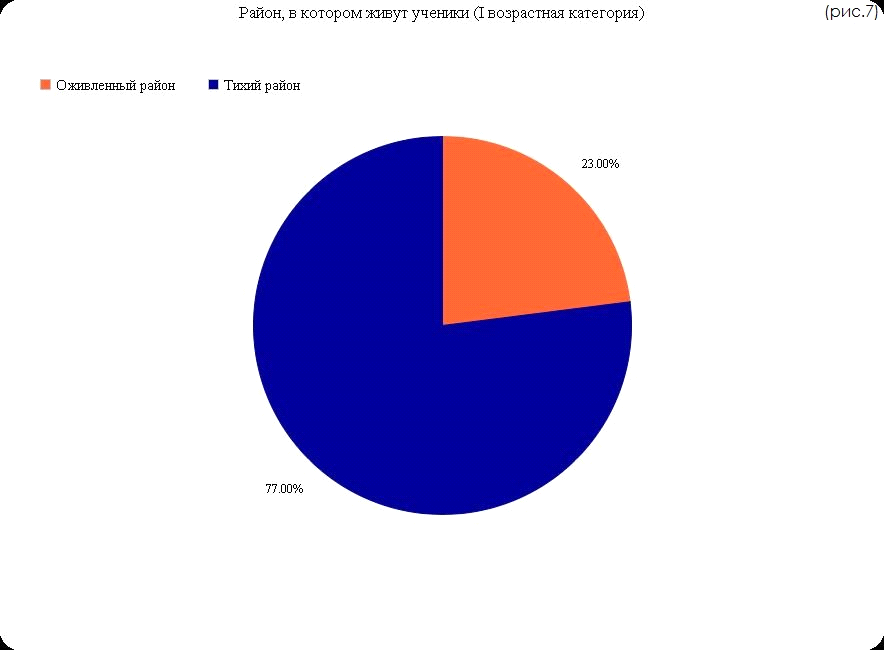 Район, в котором живут ученики (I возрастная категория)
(рис.7)
Оживленный район
Тихий район
23.00%
77.00%